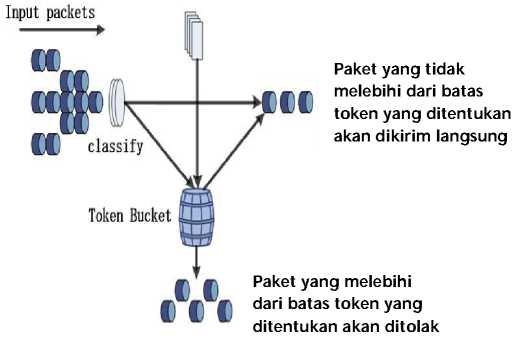 Input packets
Paket yang tidak
melebihi dari batas
token yang ditentukan
akan dikirim langsung
classify
Token Bucket
Paket yang melebihi
dari batas token yang
ditentukan akan ditolak